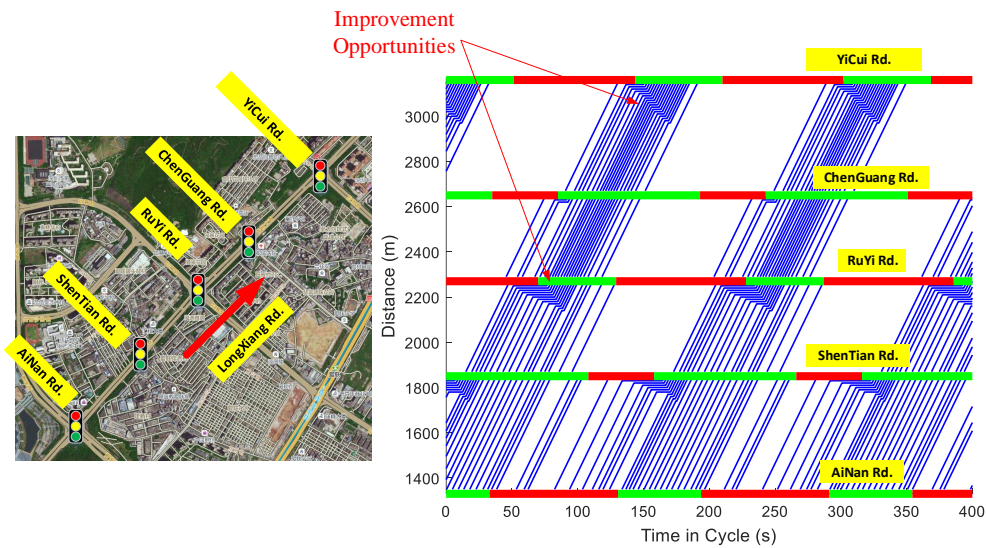 Improvement
Opportunities
YiCui Rd.
ChenGuang Rd.
RuYi Rd.
ShenTian Rd.
AiNan Rd.
LongXiang Rd.
YiCui Rd.
ChenGuang Rd.
RuYi Rd.
ShenTian Rd.
AiNan Rd.
Distance (m)
3000
2800
2600
2400
2200
2000
1800
1600
1400
0
50
100
150
200
250
300
350
400
Time in Cycle (s)